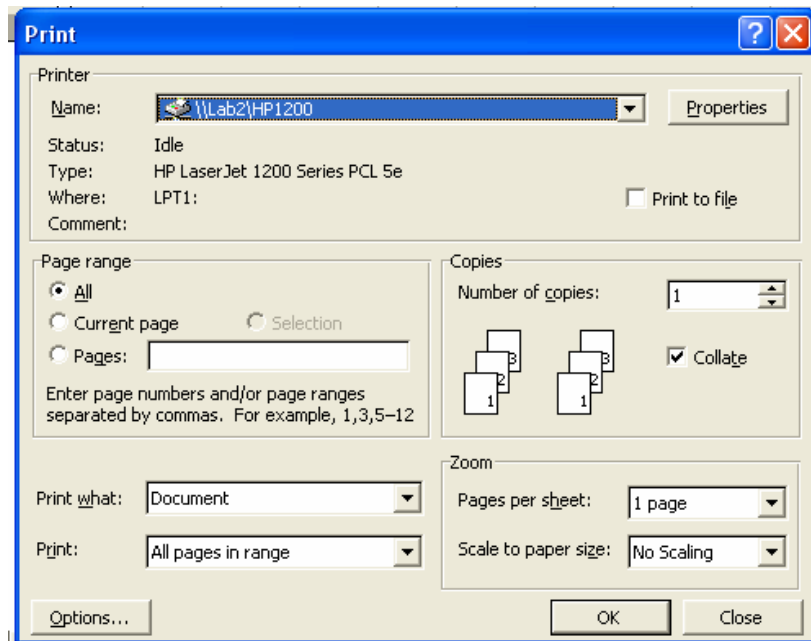 Print
Printer
Name: \\Lab2\HP1200 Properties
Status: Idle
Type: HP LaserJet 1200 Series PCL 5e
Where: LPT1: Print to file
Comment:
Page range
All
Current page Selection
Pages:
Enter page numbers and/or page ranges
separated by commas. For example, 1,3,5–12
Copies
Number of copies: 1
3 3
2 2
1 1
Collate
Print what: Document
Print: All pages in range
Zoom
Pages per sheet: 1 page
Scale to paper size: No Scaling
Options... OK Close